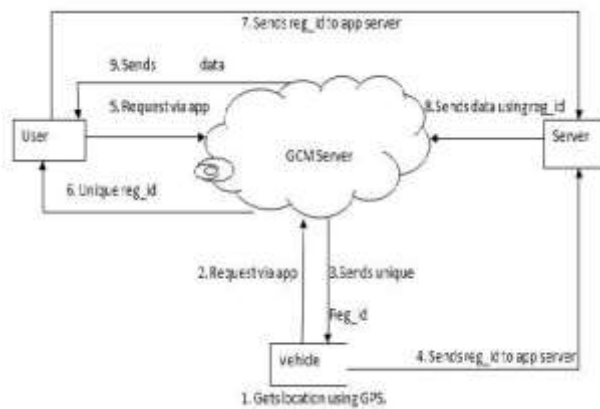 7. Sends reg_id to app server
9. Sends data
5. Request via app
8. Sends data using reg_id
User
GCM Server
Server
6. Unique reg_id
2. Request via app
3. Sends unique
Reg_id
vehicle
4. Sends reg_id to app server
1. Gets location using GPS.